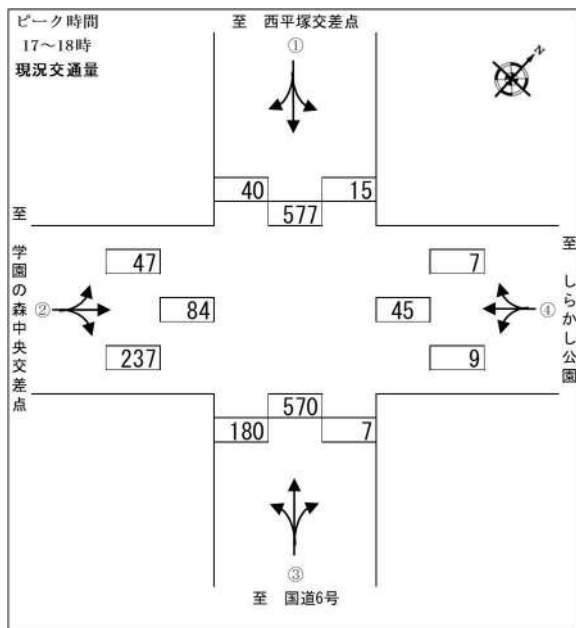 ピーク時間
17～18時
現況交通量
至　西平塚交差点
①
N
40
15
577
至　学園の森中央交差点
②
47
84
237
7
45
9
④
至　しらかし公園
570
180
7
③
至　国道6号